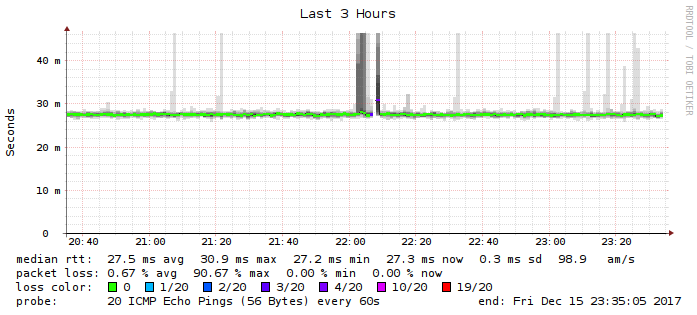 Last 3 Hours
RRDTOOL / TOBI OETIKER
Seconds
40 m
30 m
20 m
10 m
0
20:40 21:00 21:20 21:40 22:00 22:20 22:40 23:00 23:20
median rtt: 27.5 ms avg 30.9 ms max 27.2 ms min 27.3 ms now 0.3 ms sd 98.9 am/s
packet loss: 0.67 % avg 90.67 % max 0.00 % min 0.00 % now
loss color: 0 1/20 2/20 3/20 4/20 10/20 19/20
probe: 20 ICMP Echo Pings (56 Bytes) every 60s end: Fri Dec 15 23:35:05 2017